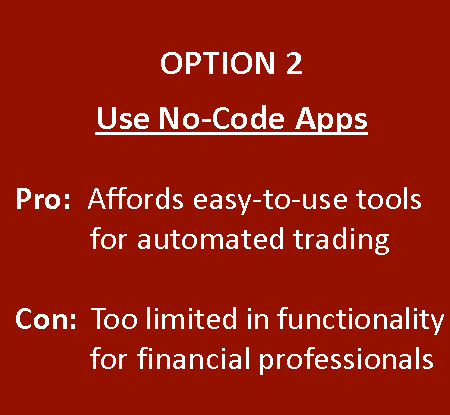 OPTION 2
Use No-Code Apps
Pro: Affords easy-to-use tools
for automated trading
Con: Too limited in functionality
for financial professionals